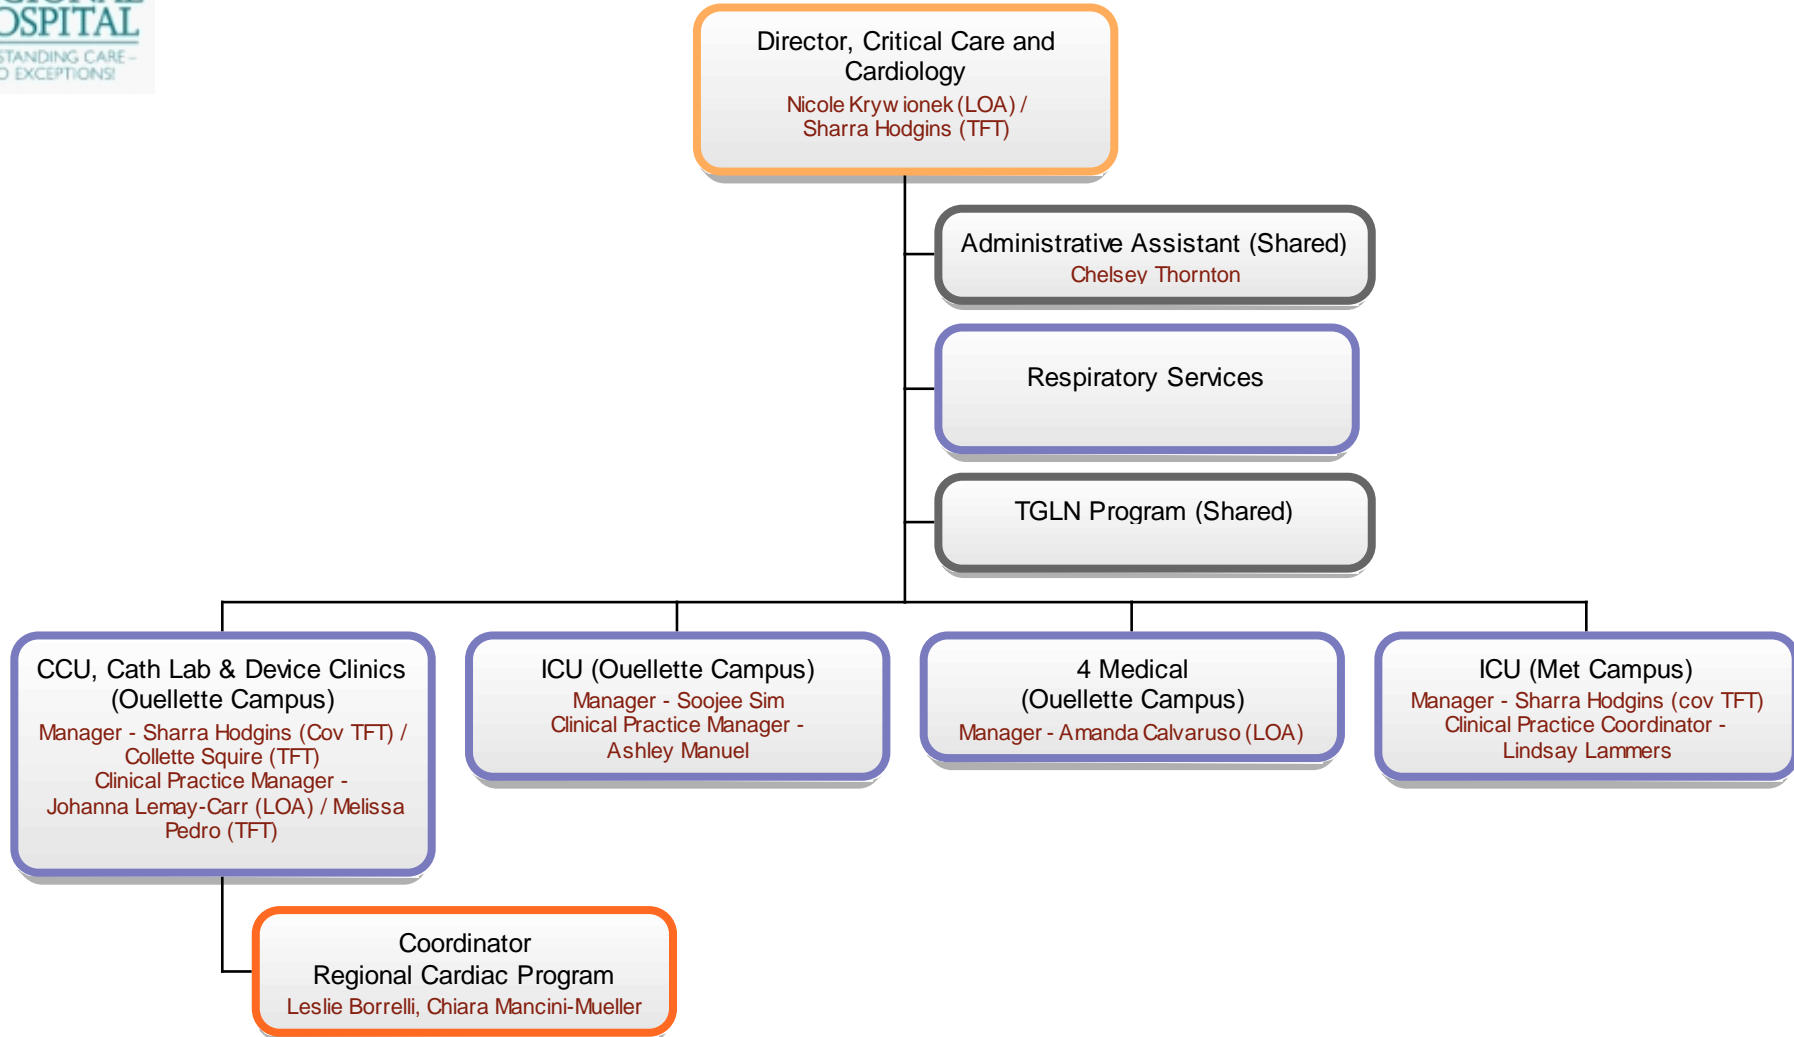 HOSPITAL
STANDING CARE –
O EXCEPTIONS!
Director, Critical Care and
Cardiology
Nicole Krywionek (LOA) /
Sharra Hodgins (TFT)
Administrative Assistant (Shared)
Chelsey Thornton
Respiratory Services
TGLN Program (Shared)
CCU, Cath Lab & Device Clinics
(Ouellette Campus)
Manager - Sharra Hodgins (Cov TFT) /
Collette Squire (TFT)
Clinical Practice Manager -
Johanna Lemay-Carr (LOA) / Melissa
Pedro (TFT)
ICU (Ouellette Campus)
Manager - Soojee Sim
Clinical Practice Manager -
Ashley Manuel
4 Medical
(Ouellette Campus)
Manager - Amanda Calvaruso (LOA)
ICU (Met Campus)
Manager - Sharra Hodgins (cov TFT)
Clinical Practice Coordinator -
Lindsay Lammers
Coordinator
Regional Cardiac Program
Leslie Borrelli, Chiara Mancini-Mueller